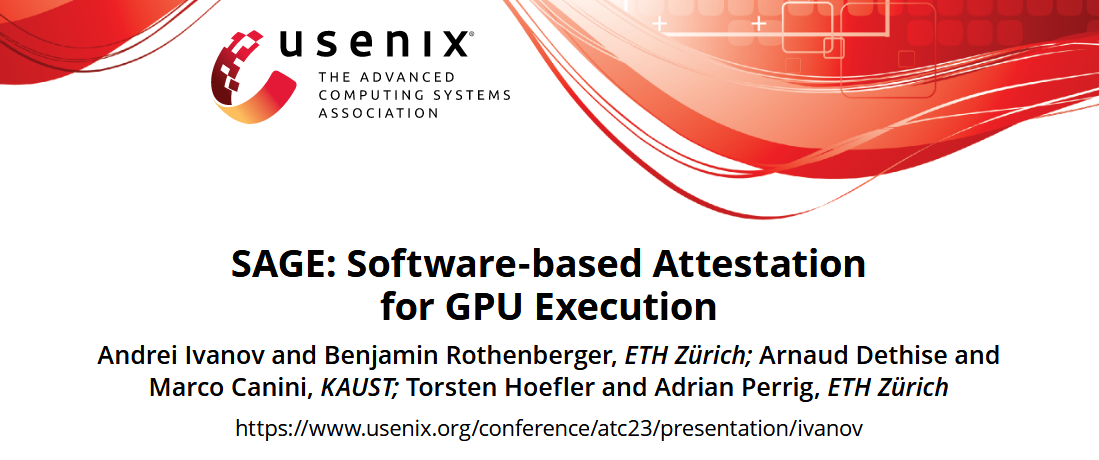 usenix®
THE ADVANCED
COMPUTING SYSTEMS
ASSOCIATION
SAGE: Software-based Attestation
for GPU Execution
Andrei Ivanov and Benjamin Rothenberger, ETH Zürich; Arnaud Dethise and
Marco Canini, KAUST; Torsten Hoefler and Adrian Perrig, ETH Zürich
https://www.usenix.org/conference/atc23/presentation/ivanov